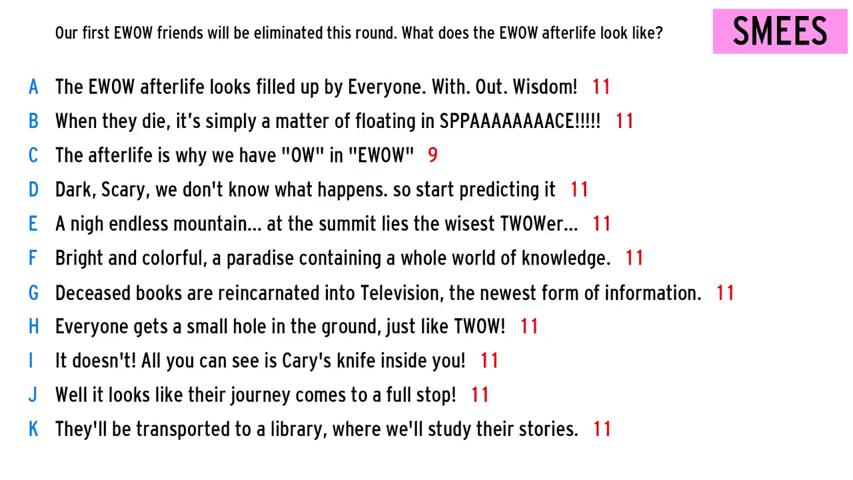 Our first EWOW friends will be eliminated this round. What does the EWOW afterlife look like?
SMEES
A The EWOW afterlife looks filled up by Everyone. With. Out. Wisdom! 11
B When they die, it's simply a matter of floating in SPPAAAAAAAACE!!!!! 11
C The afterlife is why we have "OW" in "EWOW" 9
D Dark, Scary, we don't know what happens. so start predicting it 11
E A nigh endless mountain... at the summit lies the wisest TWOWer... 11
F Bright and colorful, a paradise containing a whole world of knowledge. 11
G Deceased books are reincarnated into Television, the newest form of information. 11
H Everyone gets a small hole in the ground, just like TWOW! 11
I It doesn't! All you can see is Cary's knife inside you! 11
J Well it looks like their journey comes to a full stop! 11
K They'll be transported to a library, where we'll study their stories. 11